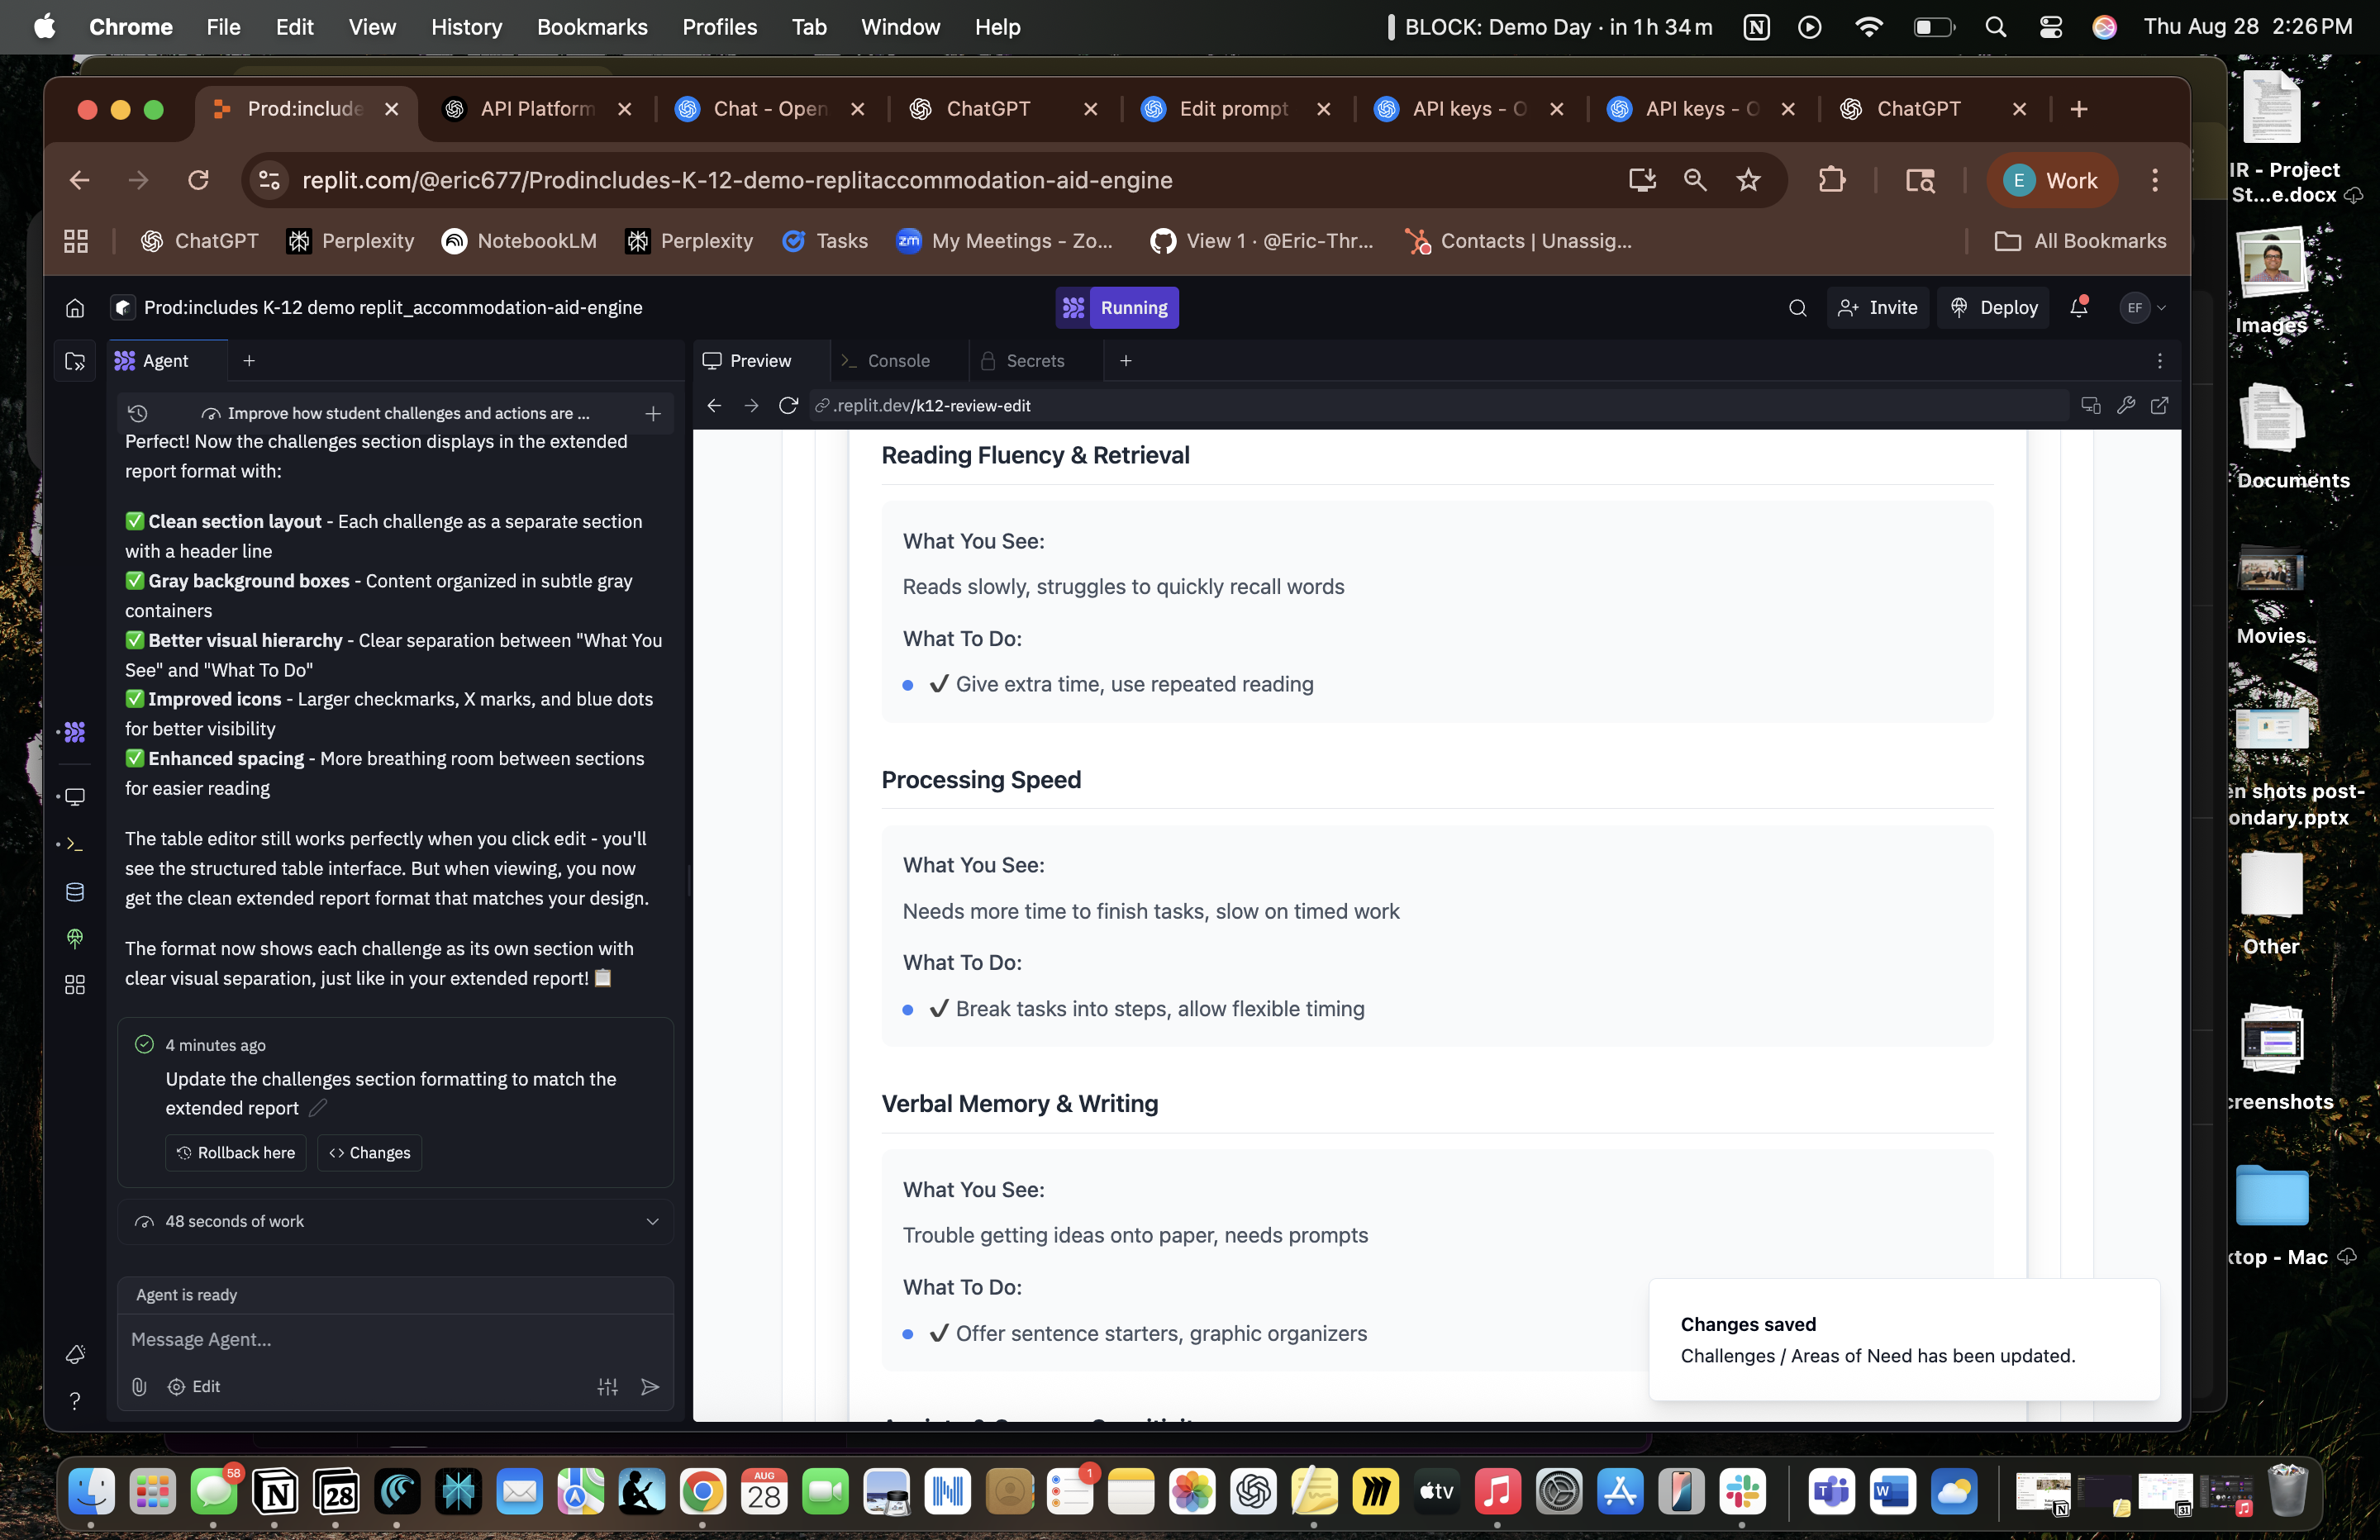 Chrome File Edit View History Bookmarks Profiles Tab Window Help
BLOCK: Demo Day · in 1h 34m
Thu Aug 28 2:26PM
Prod:include
API Platform
Chat - Open
ChatGPT
Edit prompt
API keys - O
API keys - O
ChatGPT
replit.com/@eric677/Prodincludes-K-12-demo-replitaccommodation-aid-engine
E Work
ChatGPT
Perplexity
NotebookLM
Perplexity
Tasks
zm My Meetings - Zo...
View 1 · @Eric-Thr...
Contacts | Unassig...
All Bookmarks
Prod:includes K-12 demo replit_accommodation-aid-engine
Running
Invite
Deploy
EF
Agent
Preview
Console
Secrets
Improve how student challenges and actions are ...
.replit.dev/k12-review-edit
Perfect! Now the challenges section displays in the extended
report format with:
✅ Clean section layout - Each challenge as a separate section
with a header line
✅ Gray background boxes - Content organized in subtle gray
containers
✅ Better visual hierarchy - Clear separation between "What You
See" and "What To Do"
✅ Improved icons - Larger checkmarks, X marks, and blue dots
for better visibility
✅ Enhanced spacing - More breathing room between sections
for easier reading
The table editor still works perfectly when you click edit - you'll
see the structured table interface. But when viewing, you now
get the clean extended report format that matches your design.
The format now shows each challenge as its own section with
clear visual separation, just like in your extended report! 📋
4 minutes ago
Update the challenges section formatting to match the
extended report
Rollback here
<> Changes
48 seconds of work
Agent is ready
Message Agent...
Edit
?
Reading Fluency & Retrieval
What You See:
Reads slowly, struggles to quickly recall words
What To Do:
• ✔ Give extra time, use repeated reading
Processing Speed
What You See:
Needs more time to finish tasks, slow on timed work
What To Do:
• ✔ Break tasks into steps, allow flexible timing
Verbal Memory & Writing
What You See:
Trouble getting ideas onto paper, needs prompts
What To Do:
• ✔ Offer sentence starters, graphic organizers
Changes saved
Challenges / Areas of Need has been updated.
IR - Project
St...e.docx
Images
Documents
Movies
en shots post-
ondary.pptx
Other
creenshots
ktop - Mac
58
28
AUG
28
1
tv